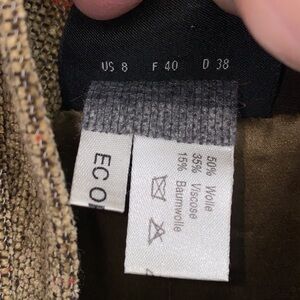 US 8 F 40 D 38
EC O
50% Wolle
35% Viscose
15% Baumwolle